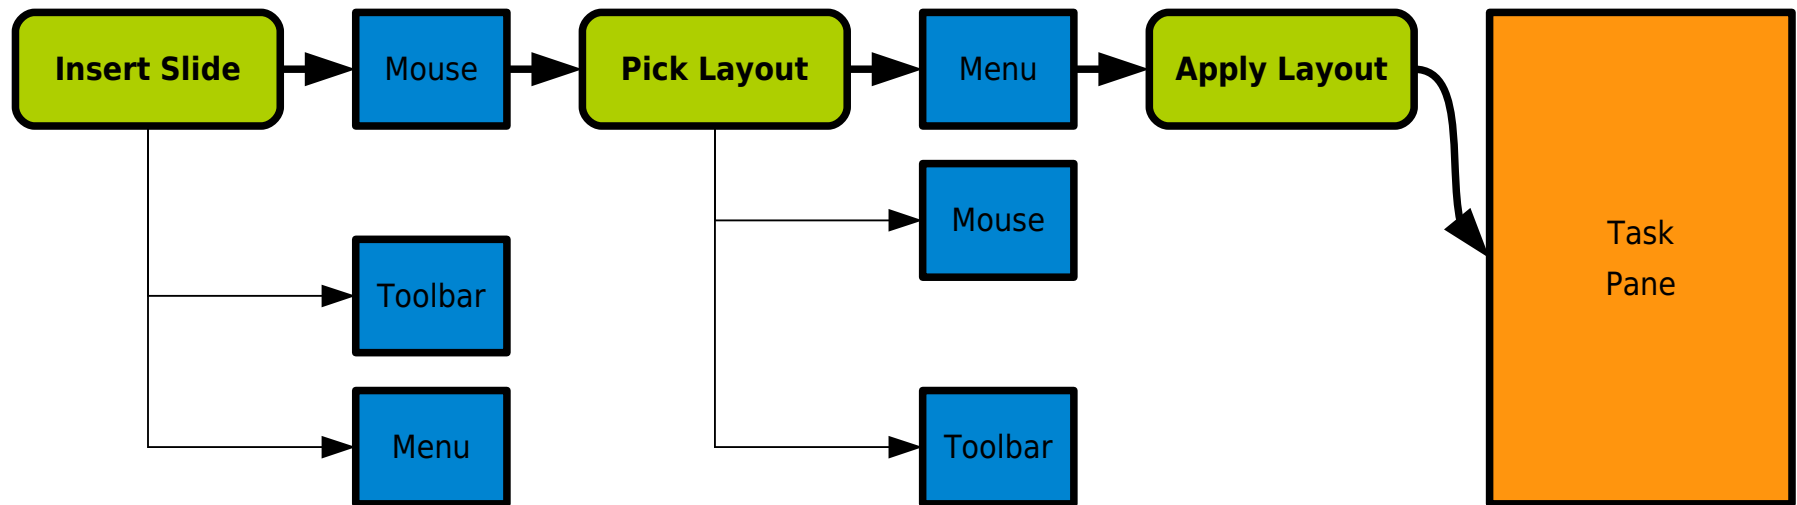 Insert Slide
Mouse
Pick Layout
Menu
Apply Layout
Mouse
Task
Pane
Toolbar
Menu
Toolbar